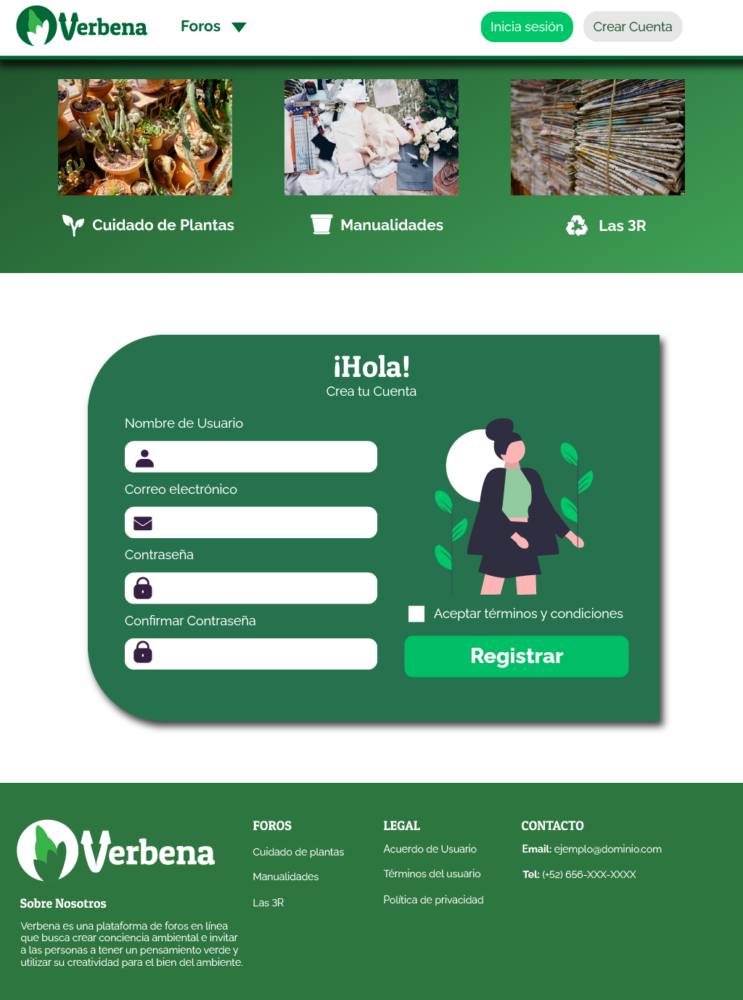 Verbena
Foros
Inicia sesión
Crear Cuenta
Cuidado de Plantas
Manualidades
Las 3R
¡Hola!
Crea tu Cuenta
Nombre de Usuario
Correo electrónico
Contraseña
Confirmar Contraseña
Aceptar términos y condiciones
Registrar
Verbena
Sobre Nosotros
Verbena es una plataforma de foros en línea
que busca crear conciencia ambiental e invitar
a las personas a tener un pensamiento verde y
utilizar su creatividad para el bien del ambiente.
FOROS
Cuidado de plantas
Manualidades
Las 3R
LEGAL
Acuerdo de Usuario
Términos del usuario
Política de privacidad
CONTACTO
Email: ejemplo@dominio.com
Tel: (+52) 656-XXX-XXXX